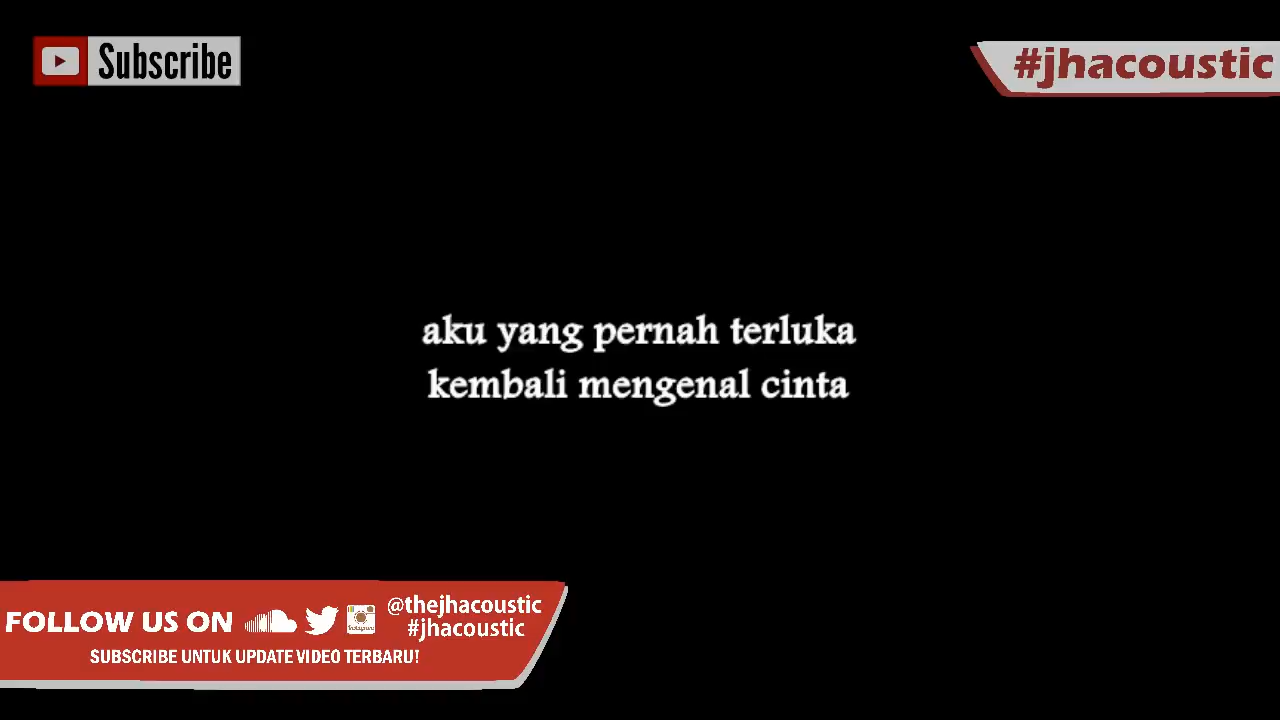 Subscribe
#jhacoustic
aku yang pernah terluka
kembali mengenal cinta
FOLLOW US ON
@thejhacoustic
#jhacoustic
SUBSCRIBE UNTUK UPDATE VIDEO TERBARU!